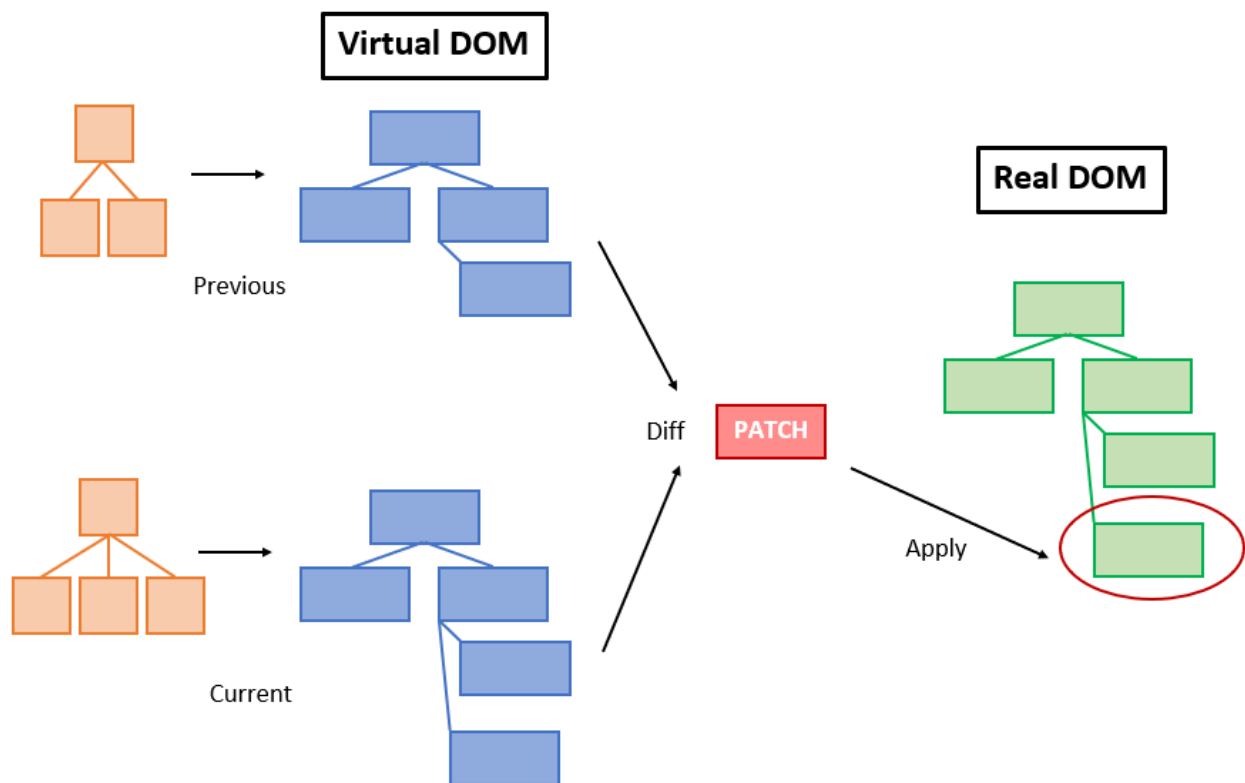 Virtual DOM
Real DOM
Previous
Diff
PATCH
Apply
Current